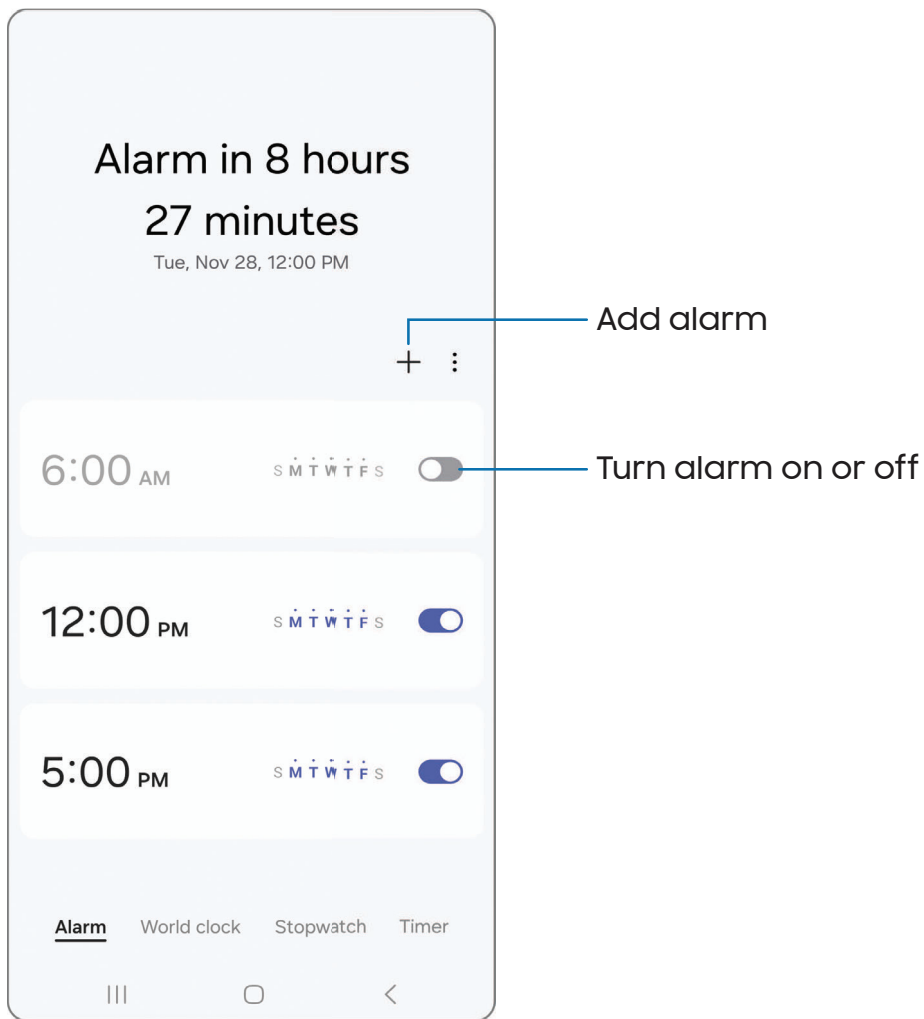 Alarm in 8 hours
27 minutes
Tue, Nov 28, 12:00 PM
Add alarm
6:00 AM S M T W T F S
Turn alarm on or off
12:00 PM S M T W T F S
5:00 PM S M T W T F S
Alarm World clock Stopwatch Timer